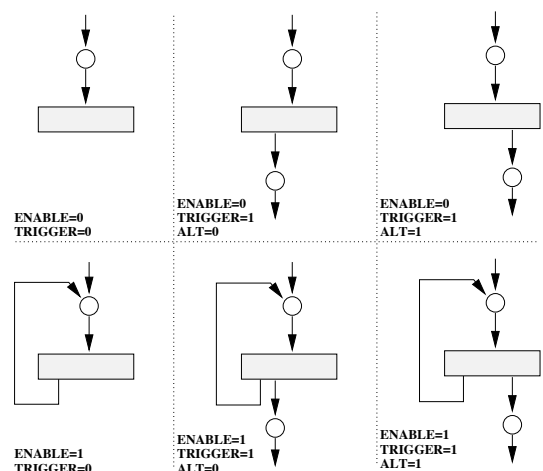 ENABLE=0
TRIGGER=0
ENABLE=0
TRIGGER=1
ALT=0
ENABLE=0
TRIGGER=1
ALT=1
ENABLE=1
TRIGGER=0
ENABLE=1
TRIGGER=1
ALT=0
ENABLE=1
TRIGGER=1
ALT=1